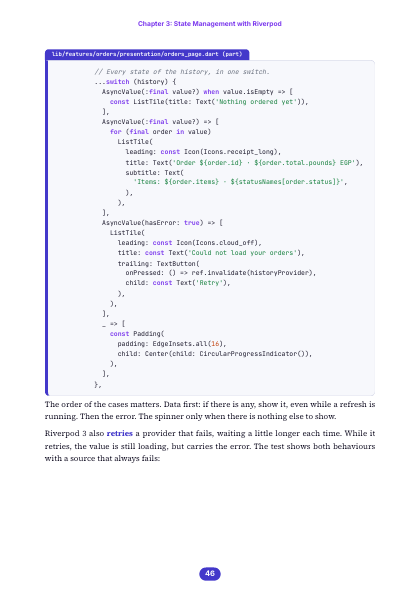 Chapter 3: State Management with Riverpod
lib/features/orders/presentation/orders_page.dart (part)
// Every state of the history, in one switch.
...switch (history) {
AsyncValue(:final value?) when value.isEmpty => [
const ListTile(title: Text('Nothing ordered yet')),
],
AsyncValue(:final value?) => [
for (final order in value)
ListTile(
leading: const Icon(Icons.receipt_long),
title: Text('Order ${order.id} · ${order.total.pounds} EGP'),
subtitle: Text(
'Items: ${order.items} · ${statusNames[order.status]}',
),
),
],
AsyncValue(hasError: true) => [
ListTile(
leading: const Icon(Icons.cloud_off),
title: const Text('Could not load your orders'),
trailing: TextButton(
onPressed: () => ref.invalidate(historyProvider),
child: const Text('Retry'),
),
),
],
_ => [
const Padding(
padding: EdgeInsets.all(16),
child: Center(child: CircularProgressIndicator()),
),
],
},
The order of the cases matters. Data first: if there is any, show it, even while a refresh is
running. Then the error. The spinner only when there is nothing else to show.
Riverpod 3 also retries a provider that fails, waiting a little longer each time. While it
retries, the value is still loading, but carries the error. The test shows both behaviours
with a source that always fails:
46